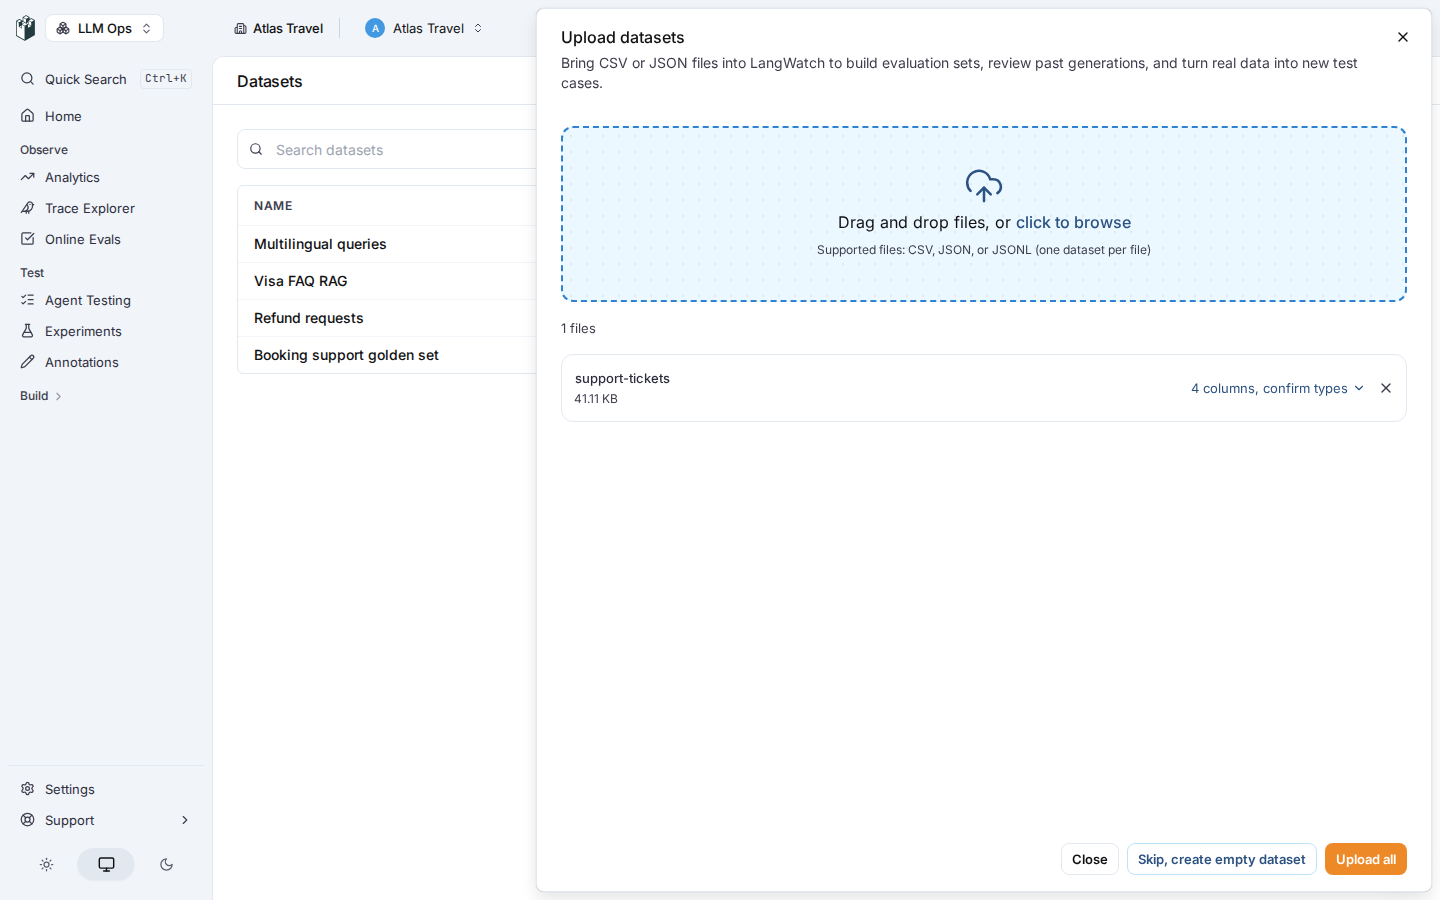 LLM Ops
Atlas Travel
A
Atlas Travel
Quick Search
Ctrl+K
Home
Observe
Analytics
Trace Explorer
Online Evals
Test
Agent Testing
Experiments
Annotations
Build
Settings
Support
Datasets
Search datasets
NAME
Multilingual queries
Visa FAQ RAG
Refund requests
Booking support golden set
Upload datasets
Bring CSV or JSON files into LangWatch to build evaluation sets, review past generations, and turn real data into new test
cases.
Drag and drop files, or click to browse
Supported files: CSV, JSON, or JSONL (one dataset per file)
1 files
support-tickets
41.11 KB
4 columns, confirm types
Close
Skip, create empty dataset
Upload all